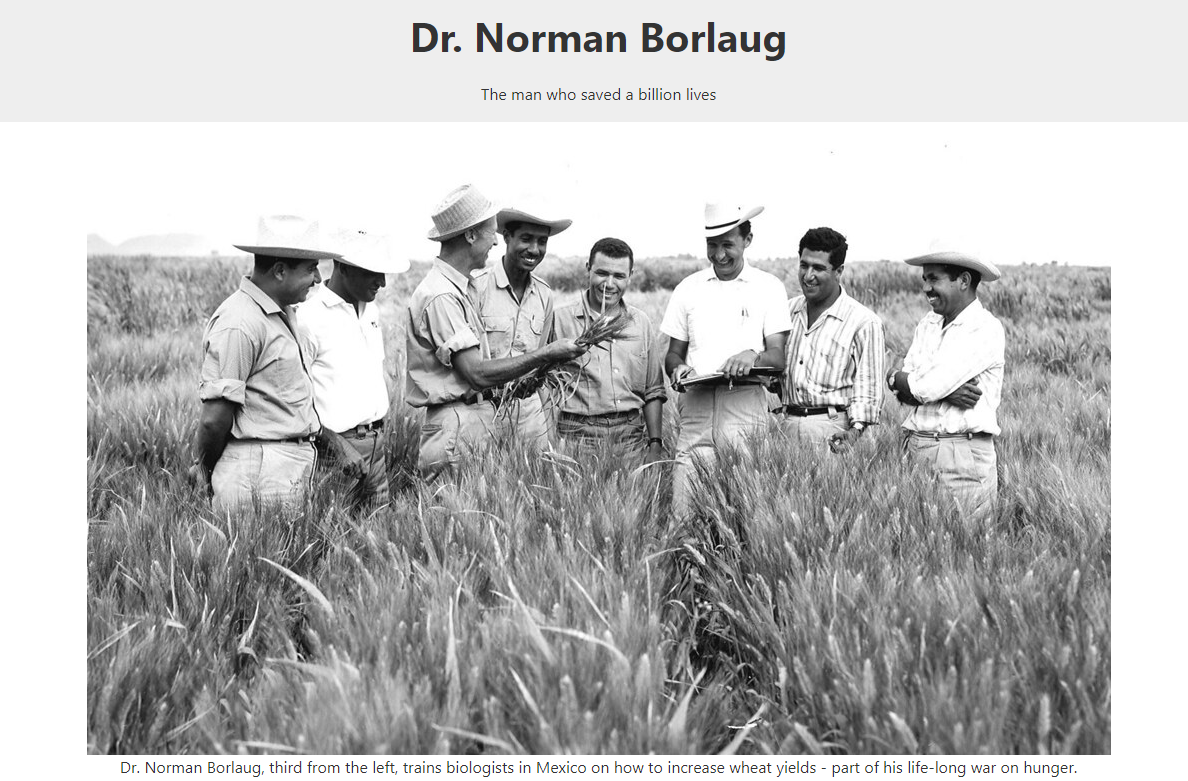 Dr. Norman Borlaug
The man who saved a billion lives
Dr. Norman Borlaug, third from the left, trains biologists in Mexico on how to increase wheat yields - part of his life-long war on hunger.